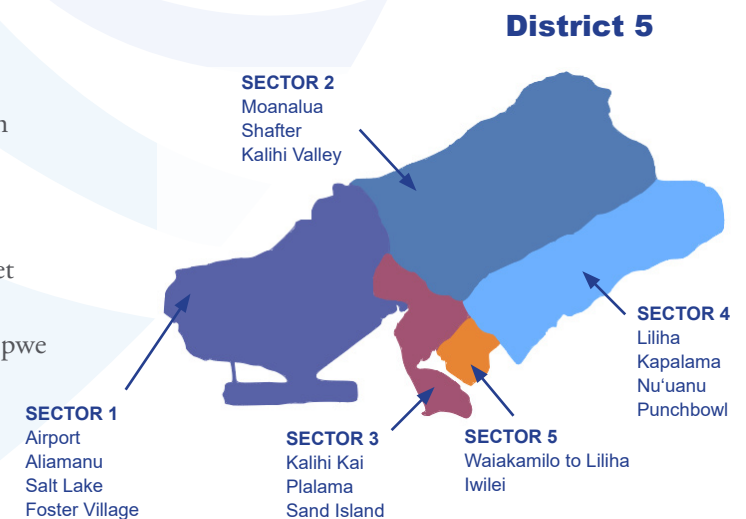 District 5
SECTOR 2
Moanalua
Shafter
Kalihi Valley
pwe
SECTOR 4
Liliha
Kapalama
Nu‘uanu
Punchbowl
SECTOR 1
Airport
Aliamanu
Salt Lake
Foster Village
SECTOR 3
Kalihi Kai
Plalama
Sand Island
SECTOR 5
Waiakamilo to Liliha
Iwilei